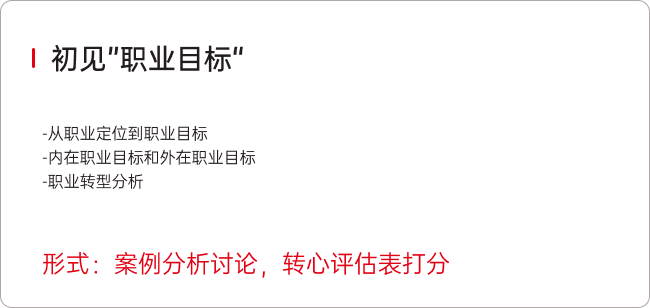 初见”职业目标“
-从职业定位到职业目标
-内在职业目标和外在职业目标
-职业转型分析
形式：案例分析讨论，转心评估表打分